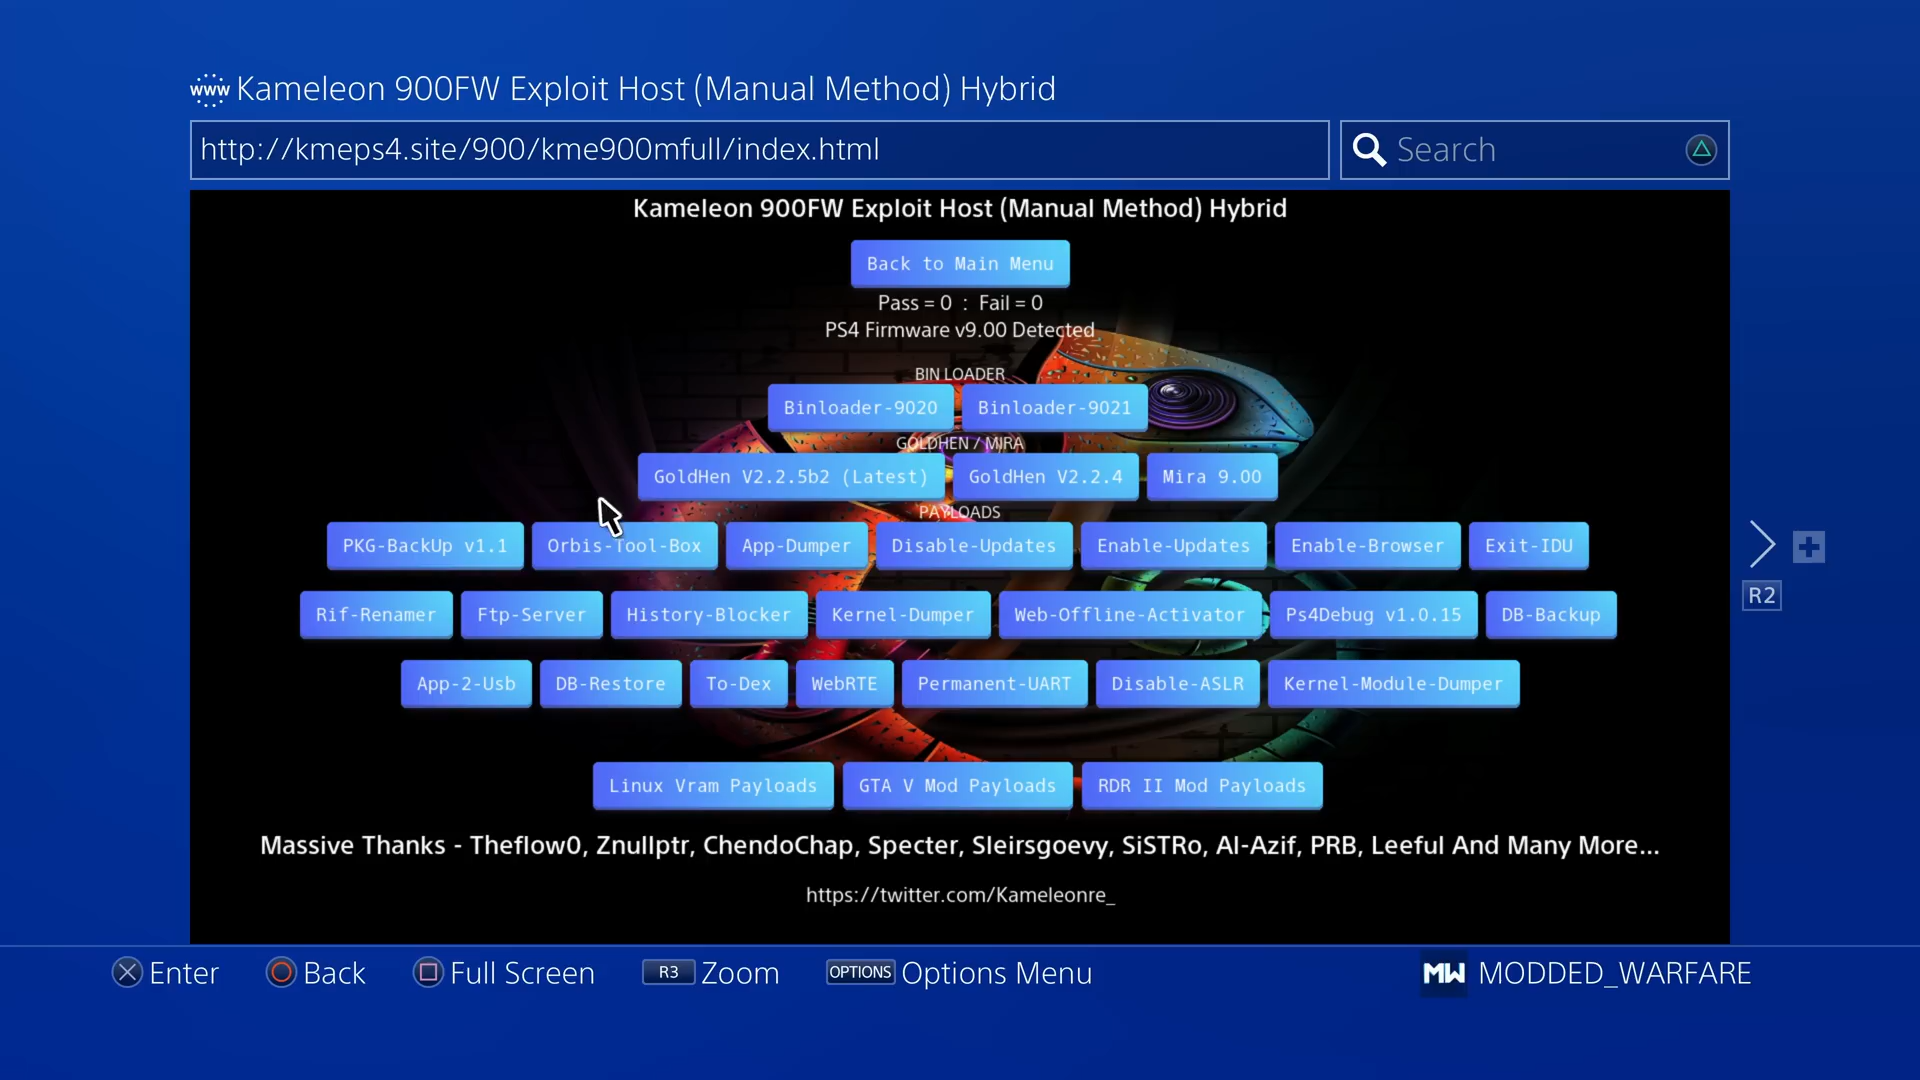 www Kameleon 900FW Exploit Host (Manual Method) Hybrid
http://kmeps4.site/900/kme900mfull/index.html Search
Kameleon 900FW Exploit Host (Manual Method) Hybrid
Back to Main Menu
Pass = 0 : Fail = 0
PS4 Firmware v9.00 Detected
BIN LOADER
Binloader-9020 Binloader-9021
GOLDHEN / MIRA
GoldHen V2.2.5b2 (Latest) GoldHen V2.2.4 Mira 9.00
PAYLOADS
PKG-BackUp v1.1 Orbis-Tool-Box App-Dumper Disable-Updates Enable-Updates Enable-Browser Exit-IDU
R2
Rif-Renamer Ftp-Server History-Blocker Kernel-Dumper Web-Offline-Activator Ps4Debug v1.0.15 DB-Backup
App-2-Usb DB-Restore To-Dex WebRTE Permanent-UART Disable-ASLR Kernel-Module-Dumper
Linux Vram Payloads GTA V Mod Payloads RDR II Mod Payloads
Massive Thanks - Theflow0, Znullptr, ChendoChap, Specter, Sleirsgoevy, SiSTRo, Al-Azif, PRB, Leeful And Many More...
https://twitter.com/Kameleonre_
Enter Back Full Screen R3 Zoom OPTIONS Options Menu MW MODDED_WARFARE